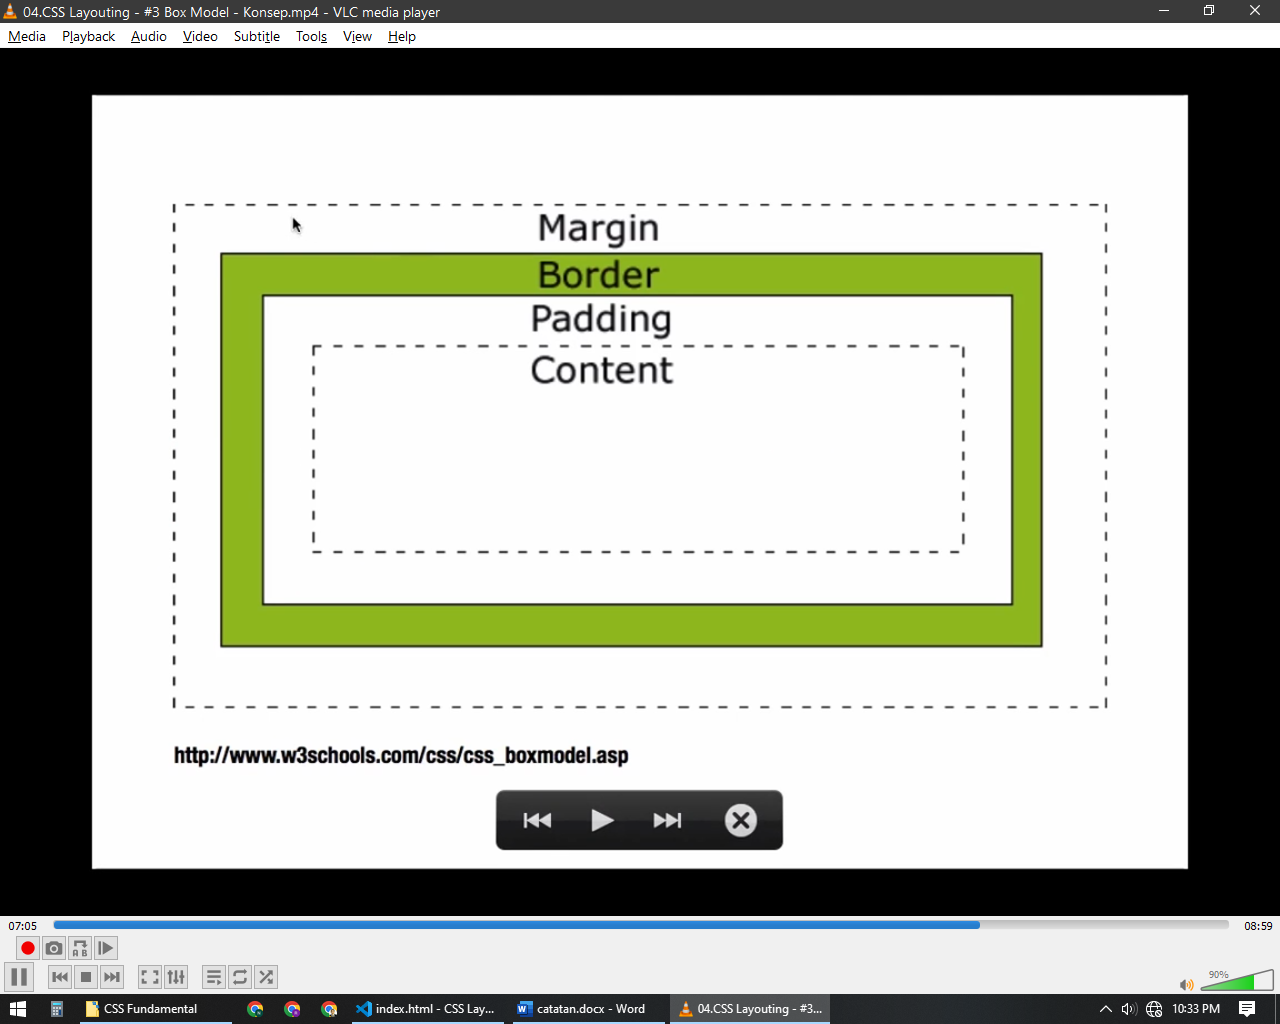 04.CSS Layouting - #3 Box Model - Konsep.mp4 - VLC media player
Media Playback Audio Video Subtitle Tools View Help
Margin
Border
Padding
Content
http://www.w3schools.com/css/css_boxmodel.asp
07:05
08:59
A B
90%
CSS Fundamental
index.html - CSS Lay...
catatan.docx - Word
04.CSS Layouting - #3...
10:33 PM